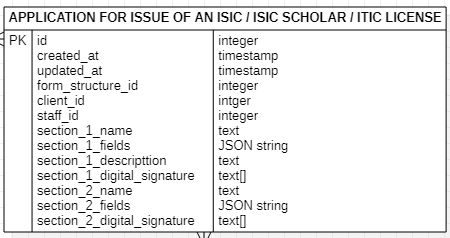 APPLICATION FOR ISSUE OF AN ISIC / ISIC SCHOLAR / ITIC LICENSE
PK id integer
created_at timestamp
updated_at timestamp
form_structure_id integer
client_id intger
staff_id integer
section_1_name text
section_1_fields JSON string
section_1_descripttion text
section_1_digital_signature text[]
section_2_name text
section_2_fields JSON string
section_2_digital_signature text[]